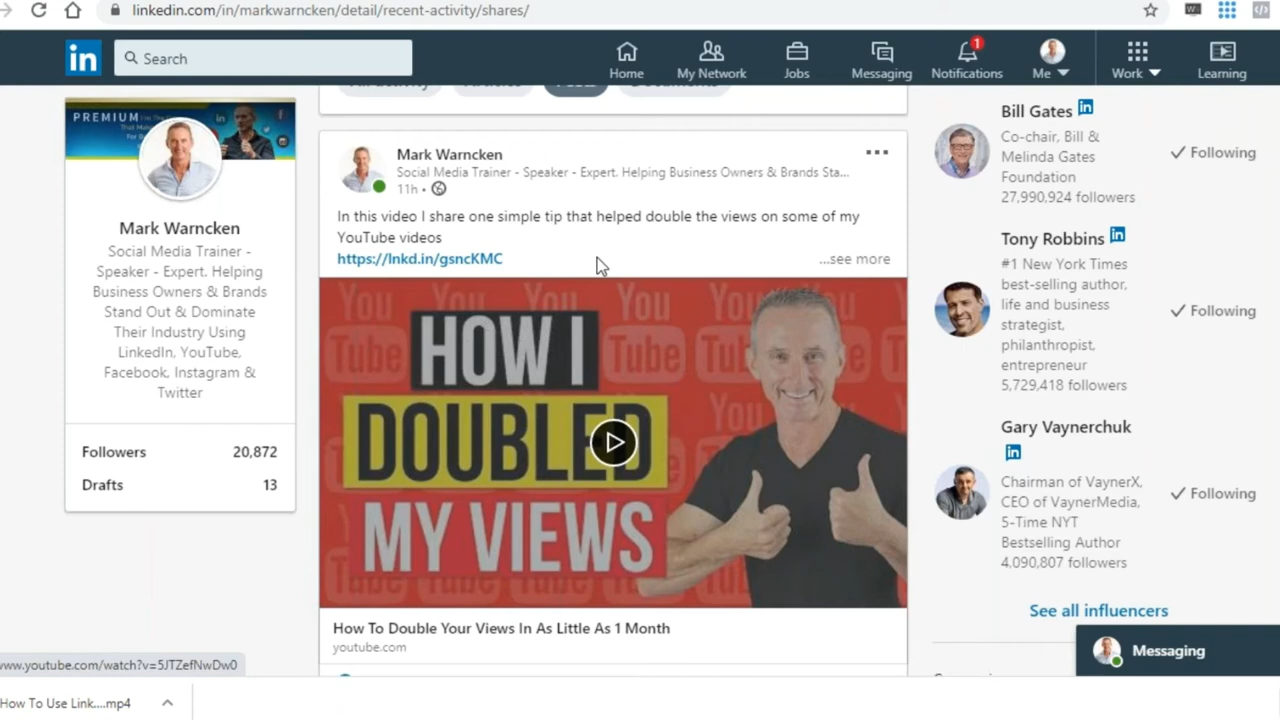 linkedin.com/in/markwarncken/detail/recent-activity/shares/
in
Search
Home
My Network
Jobs
Messaging
1
Notifications
Me
Work
Learning
PREMIUM
Mark Warncken
Social Media Trainer -
Speaker - Expert. Helping
Business Owners & Brands
Stand Out & Dominate
Their Industry Using
LinkedIn, YouTube,
Facebook, Instagram &
Twitter
Followers 20,872
Drafts 13
Mark Warncken
Social Media Trainer - Speaker - Expert. Helping Business Owners & Brands Sta...
11h •
In this video I share one simple tip that helped double the views on some of my
YouTube videos
https://lnkd.in/gsncKMC
...see more
HOW I
DOUBLED
MY VIEWS
How To Double Your Views In As Little As 1 Month
youtube.com
Bill Gates in
Co-chair, Bill &
Melinda Gates
Foundation
27,990,924 followers
Following
Tony Robbins in
#1 New York Times
best-selling author,
life and business
strategist,
philanthropist,
entrepreneur
5,729,418 followers
Following
Gary Vaynerchuk
in
Chairman of VaynerX,
CEO of VaynerMedia,
5-Time NYT
Bestselling Author
4,090,807 followers
Following
See all influencers
Messaging
www.youtube.com/watch?v=5JTZefNwDw0
How To Use Link....mp4